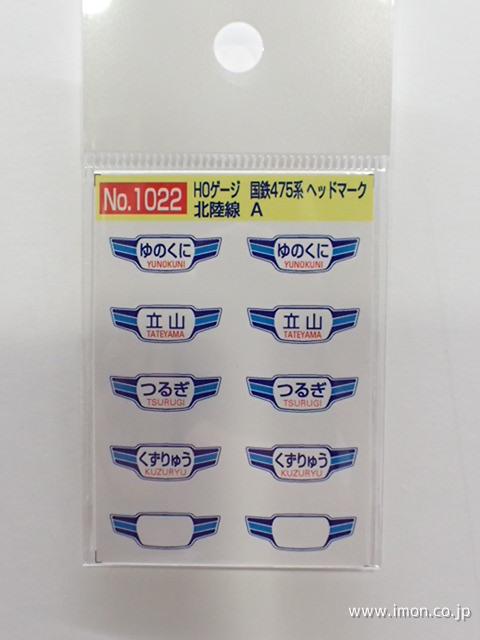 No.1022 HOゲージ 国鉄475系 ヘッドマーク
北陸線 A
ゆのくに ゆのくに
YUNOKUNI YUNOKUNI
立山 立山
TATEYAMA TATEYAMA
つるぎ つるぎ
TSURUGI TSURUGI
くずりゅう くずりゅう
KUZURYU KUZURYU
www.imon.co.jp